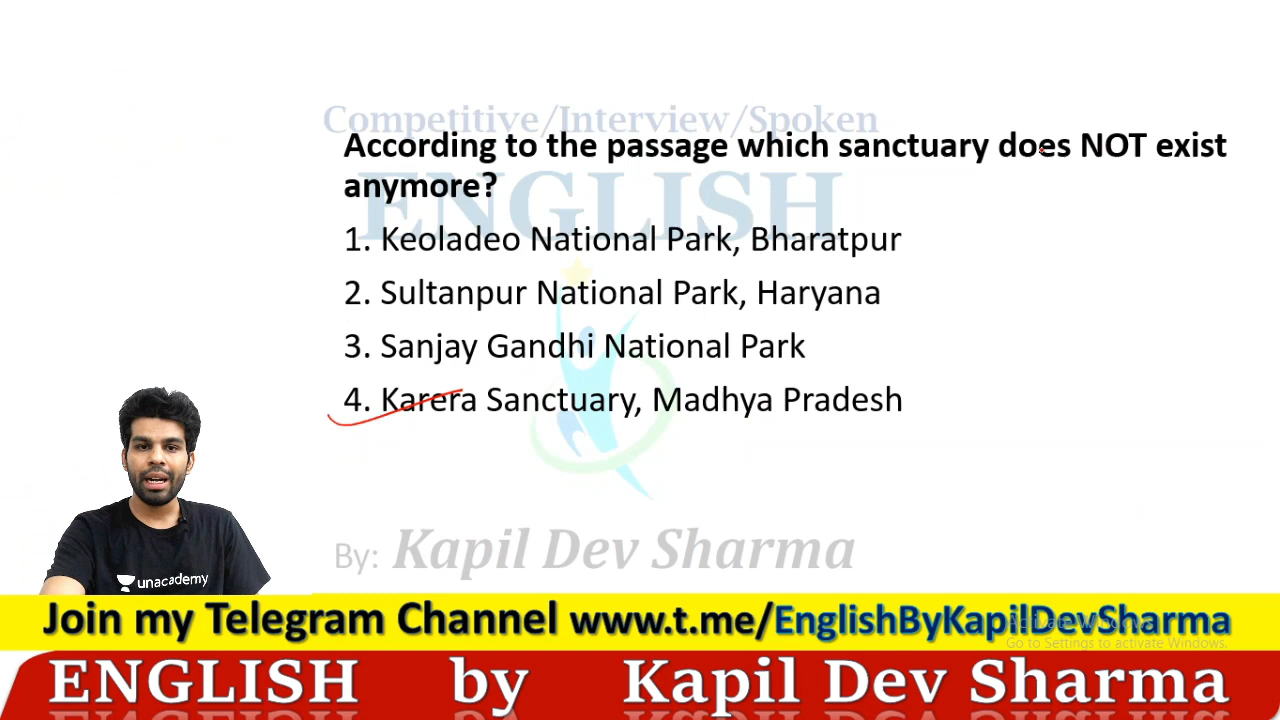 Competitive/Interview/Spoken
According to the passage which sanctuary does NOT exist
anymore?
ENGLISH
1. Keoladeo National Park, Bharatpur
2. Sultanpur National Park, Haryana
3. Sanjay Gandhi National Park
4. Karera Sanctuary, Madhya Pradesh
By: Kapil Dev Sharma
unacademy
Join my Telegram Channel www.t.me/EnglishByKapilDevSharma
Activate Windows
Go to Settings to activate Windows.
ENGLISH by Kapil Dev Sharma